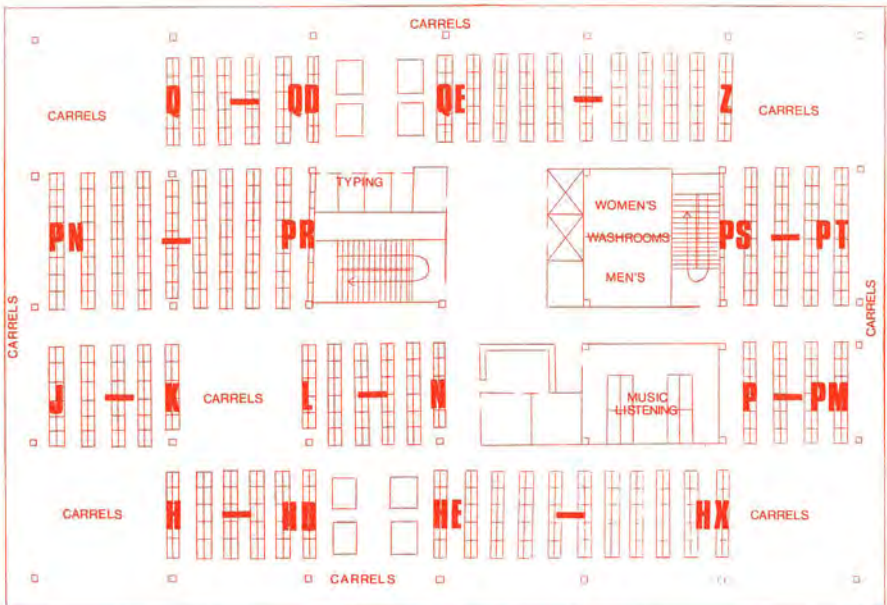 CARRELS
Q — QD
QE — Z
CARRELS
CARRELS
TYPING
PN — PR
WOMEN'S
WASHROOMS
MEN'S
PS — PT
CARRELS
CARRELS
J — K
CARRELS
L — N
MUSIC
LISTENING
P — PM
CARRELS
H — HD
HE — HX
CARRELS
CARRELS